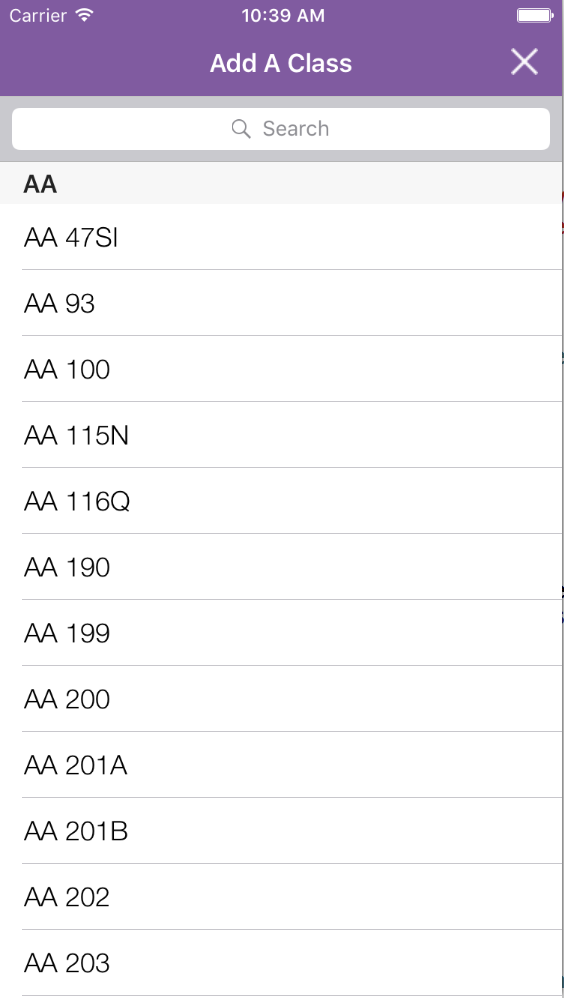 Carrier 10:39 AM
Add A Class
Search
AA
AA 47SI
AA 93
AA 100
AA 115N
AA 116Q
AA 190
AA 199
AA 200
AA 201A
AA 201B
AA 202
AA 203